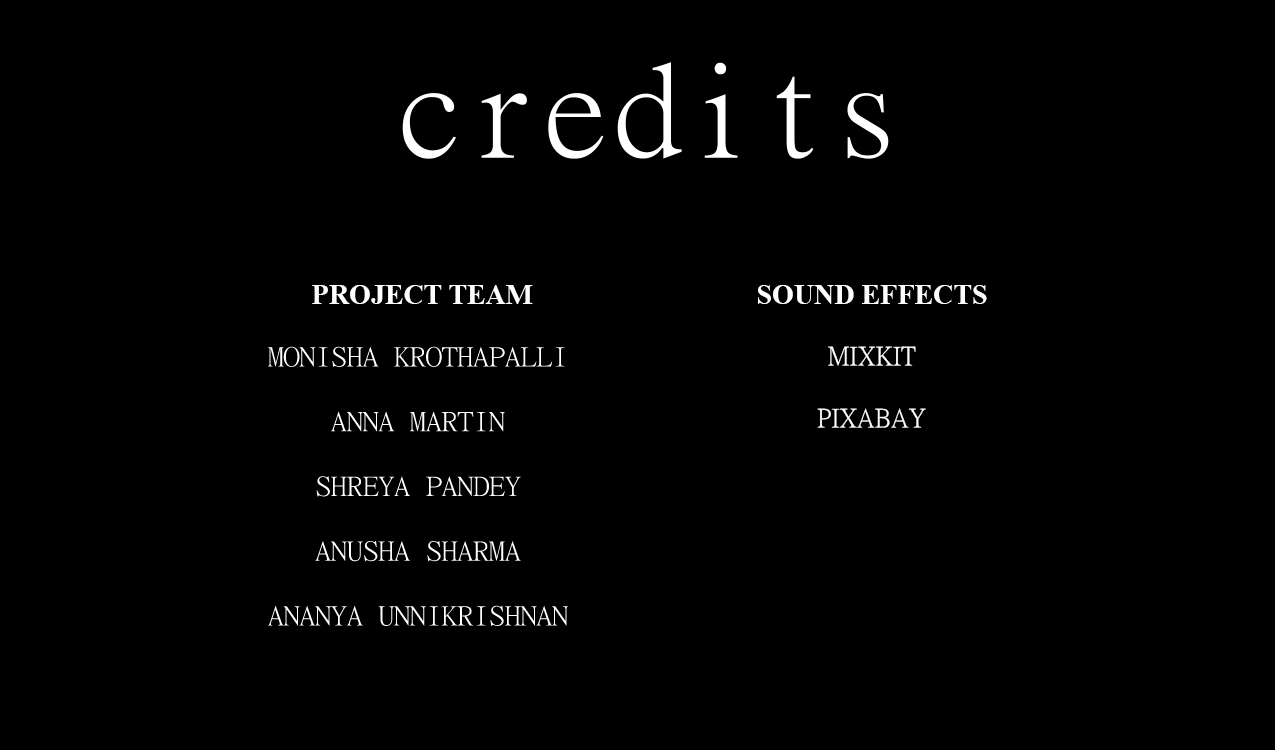 credits
PROJECT TEAM
MONISHA KROTHAPALLI
ANNA MARTIN
SHREYA PANDEY
ANUSHA SHARMA
ANANYA UNNIKRISHNAN
SOUND EFFECTS
MIXKIT
PIXABAY